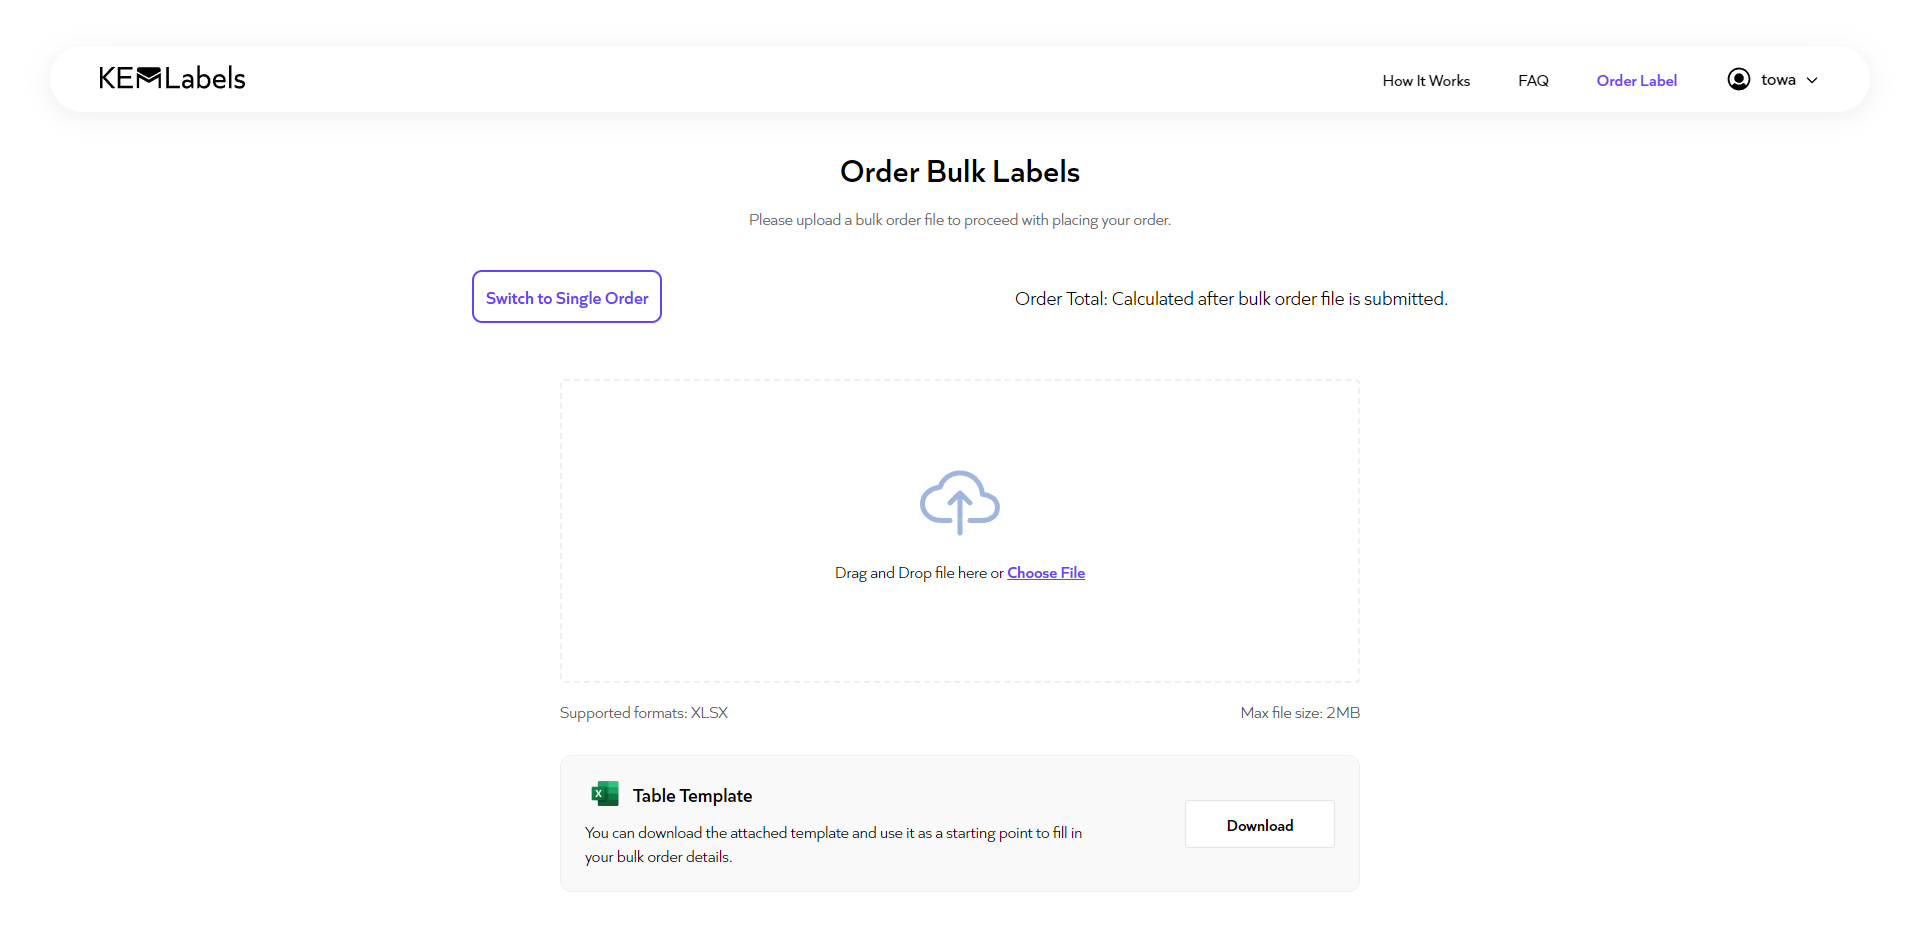 KEMLabels
How It Works
FAQ
Order Label
towa
Order Bulk Labels
Please upload a bulk order file to proceed with placing your order.
Switch to Single Order
Order Total: Calculated after bulk order file is submitted.
Drag and Drop file here or Choose File
Supported formats: XLSX
Max file size: 2MB
X
Table Template
You can download the attached template and use it as a starting point to fill in
your bulk order details.
Download